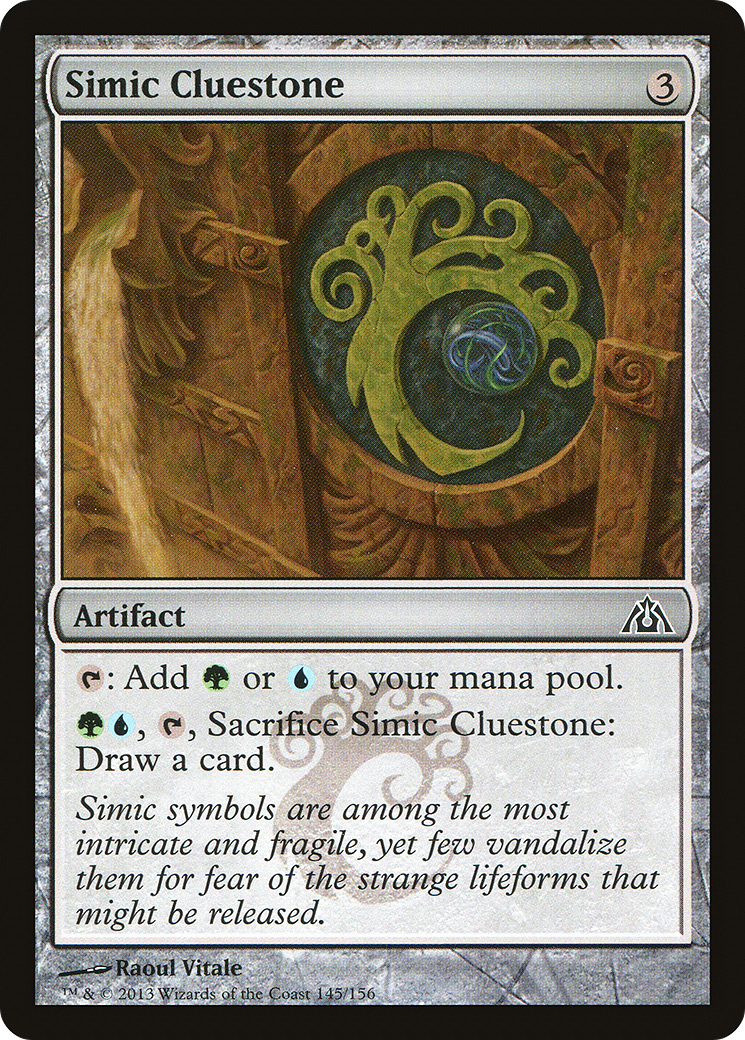 Simic Cluestone 3
Artifact
: Add or to your mana pool.
, , Sacrifice Simic Cluestone:
Draw a card.
Simic symbols are among the most
intricate and fragile, yet few vandalize
them for fear of the strange lifeforms that
might be released.
Raoul Vitale
™ & © 2013 Wizards of the Coast 145/156